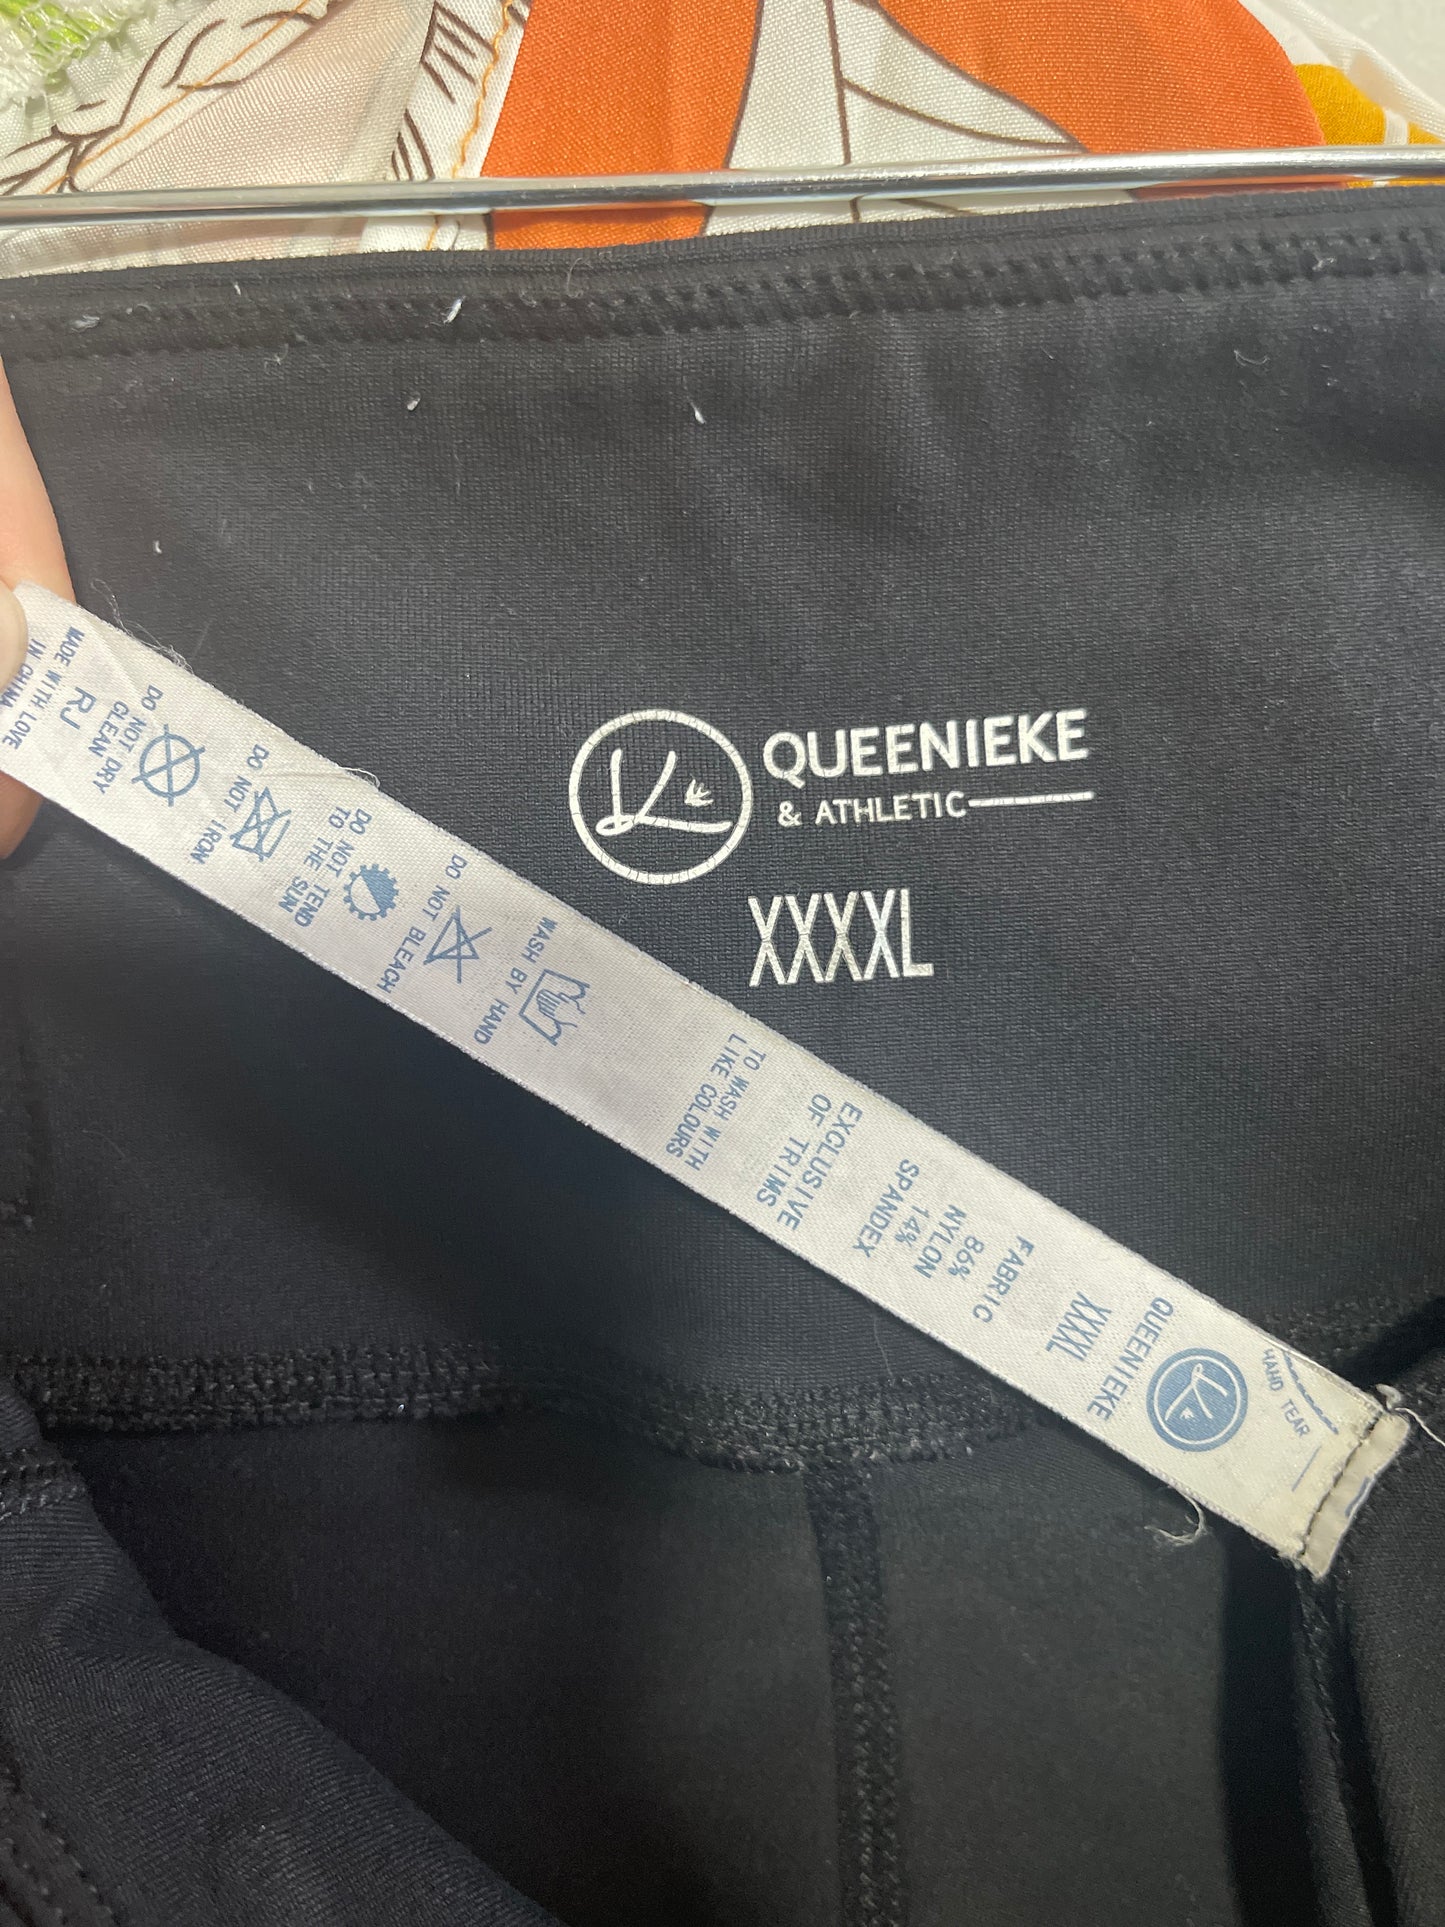 QUEENIEKE
& ATHLETIC
XXXXL
HAHD TEAR
QUEENIEKE
XXXXL
FABRIC
86%
NYLON
14%
SPANDEX
EXCLUSIVE
OF TRIMS
TO WASH WITH
LIKE COLOURS
WASH BY HAND
DO NOT BLEACH
DO NOT TEND
TO THE SUN
DO NOT IRON
DO NOT DRY
CLEAN
RJ
MADE WITH LOVE
IN CHINA